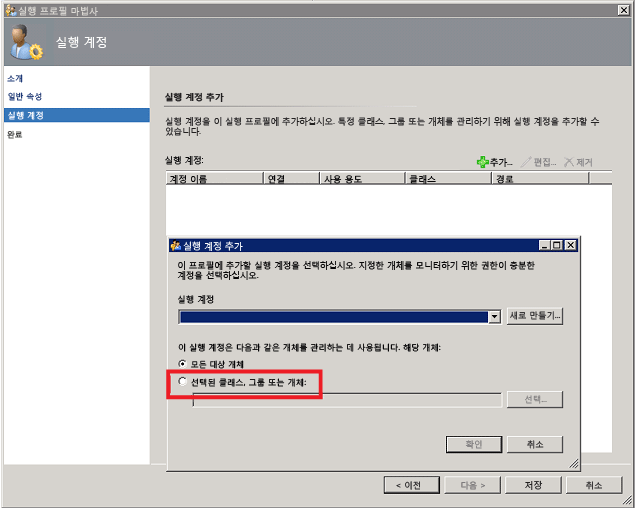 실행 프로필 마법사
실행 계정
소개
일반 속성
실행 계정
완료
실행 계정 추가
실행 계정을 이 실행 프로필에 추가하십시오. 특정 클래스, 그룹 또는 개체를 관리하기 위해 실행 계정을 추가할 수
있습니다.
실행 계정:
추가... 편집... 제거
계정 이름 연결 사용 용도 클래스 경로
실행 계정 추가
이 프로필에 추가할 실행 계정을 선택하십시오. 지정한 개체를 모니터하기 위한 권한이 충분한
계정을 선택하십시오.
실행 계정
새로 만들기...
이 실행 계정은 다음과 같은 개체를 관리하는 데 사용됩니다. 해당 개체:
모든 대상 개체
선택된 클래스, 그룹 또는 개체:
선택...
확인 취소
< 이전 다음 > 저장 취소